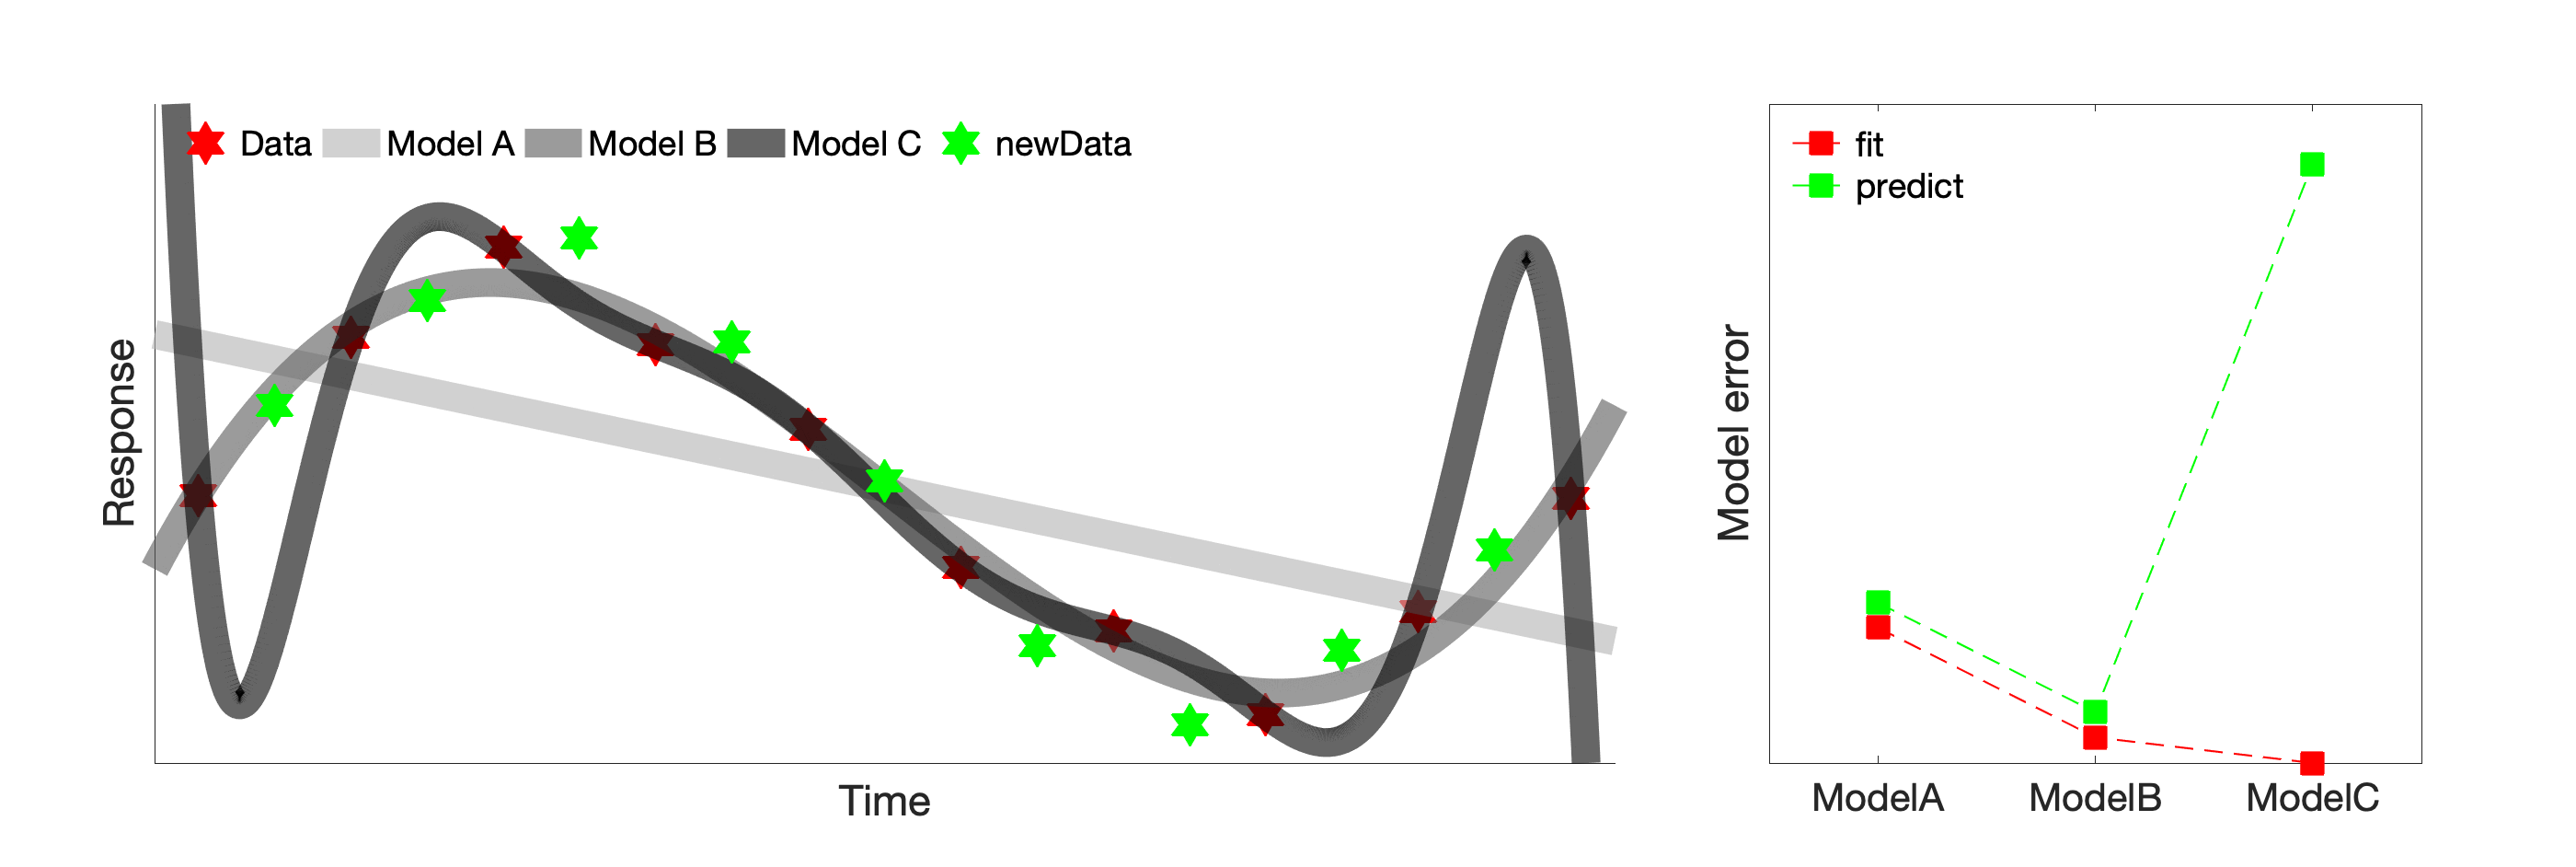 Data Model A Model B Model C newData
Response
Time
fit
predict
Model error
ModelA ModelB ModelC